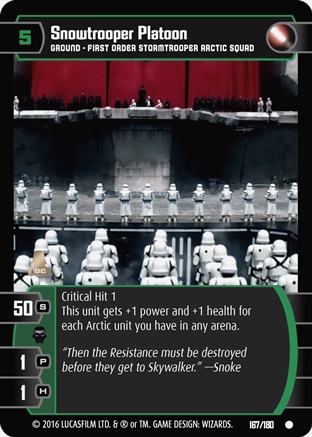 5
Snowtrooper Platoon
GROUND - FIRST ORDER STORMTROOPER ARCTIC SQUAD
50 S
1 P
1 H
Critical Hit 1
This unit gets +1 power and +1 health for
each Arctic unit you have in any arena.
“Then the Resistance must be destroyed
before they get to Skywalker.” —Snoke
© 2016 LUCASFILM LTD. & ® or TM. GAME DESIGN: WIZARDS.
167/180